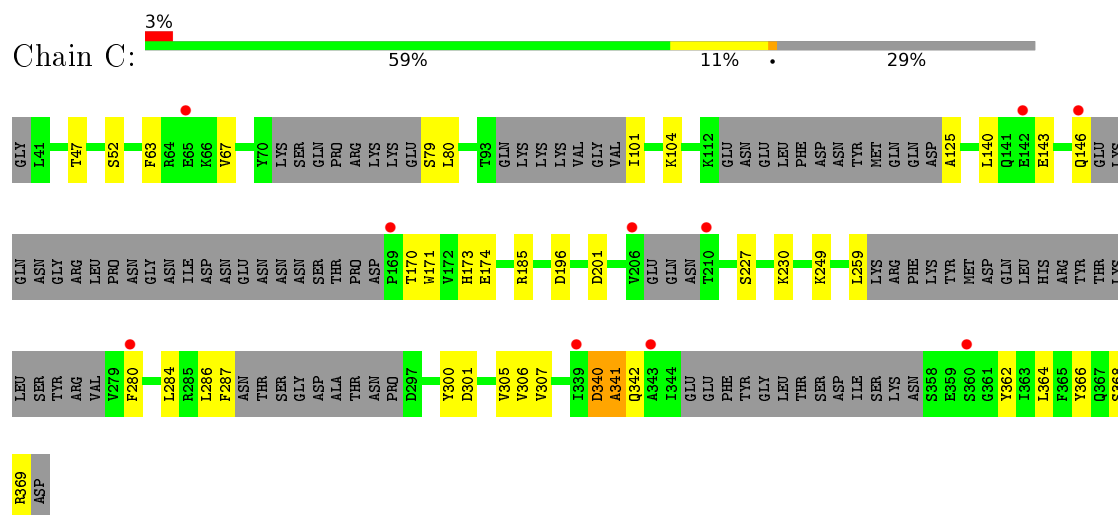 3%
Chain C:
59% 11% • 29%
GLY L41 T47 S52 F63 R64 E65 K66 V67 Y70 LYS SER GLN PRO ARG LYS LYS GLU S79 L80 T93 GLN LYS LYS LYS VAL GLY VAL I101 K104 K112 GLU ASN GLU LEU PHE ASP ASN TYR MET GLN GLN ASP A125 L140 Q141 E142 E143 Q146 GLU LYS
GLN ASN GLY ARG LEU PRO ASN GLY ASN ILE ASP ASN GLU ASN ASN ASN SER THR PRO ASP P169 T170 W171 V172 H173 E174 R185 D196 D201 V206 GLU GLN ASN T210 S227 K230 K249 L259 LYS ARG PHE LYS TYR MET ASP GLN LEU HIS ARG TYR THR LYS
LEU SER TYR ARG VAL V279 F280 L284 R285 L286 F287 ASN THR SER GLY ASP ALA THR ASN PRO D297 Y300 D301 V305 V306 V307 I339 D340 A341 Q342 A343 I344 GLU GLU PHE TYR GLY LEU THR SER ASP ILE SER LYS ASN S358 E359 S360 G361 Y362 I363 L364 F365 Y366 Q367 S368
R369 ASP